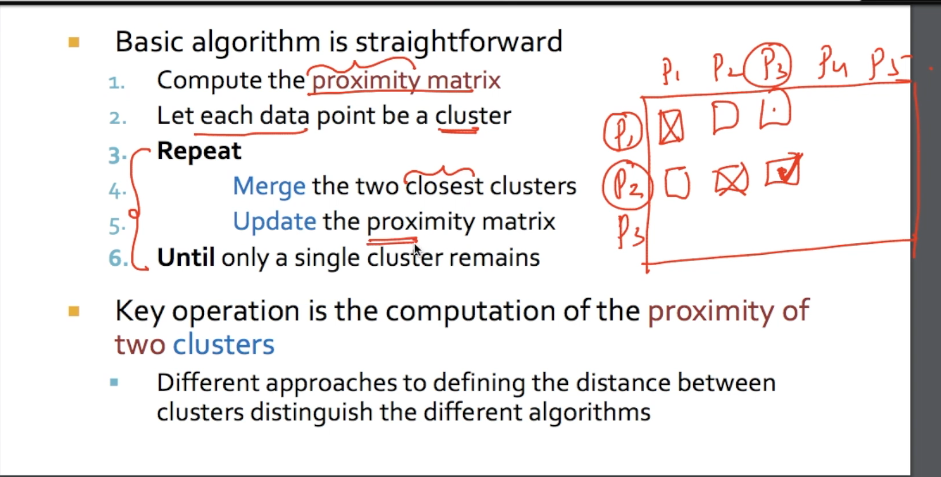 Basic algorithm is straightforward
1. Compute the proximity matrix
2. Let each data point be a cluster
3. Repeat
4. Merge the two closest clusters
5. Update the proximity matrix
6. Until only a single cluster remains
Key operation is the computation of the proximity of
two clusters
Different approaches to defining the distance between
clusters distinguish the different algorithms
P1 P2 P3 P4 P5
P1
P2
P3